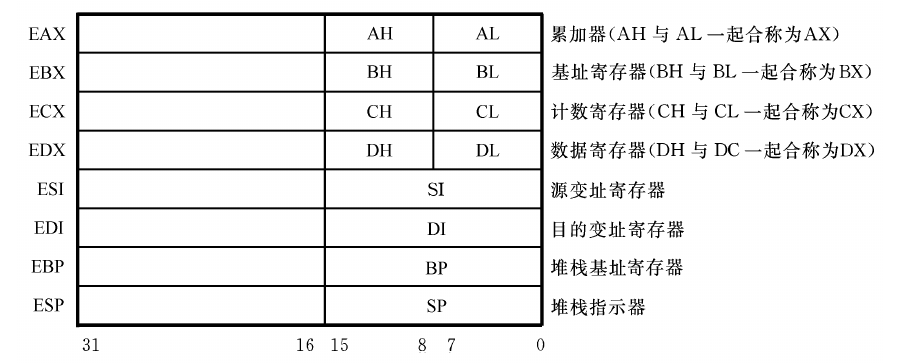 EAX AH AL 累加器(AH 与 AL 一起合称为AX)
EBX BH BL 基址寄存器(BH 与 BL 一起合称为BX)
ECX CH CL 计数寄存器(CH 与 CL 一起合称为CX)
EDX DH DL 数据寄存器(DH 与 DC 一起合称为DX)
ESI SI 源变址寄存器
EDI DI 目的变址寄存器
EBP BP 堆栈基址寄存器
ESP SP 堆栈指示器
31 16 15 8 7 0